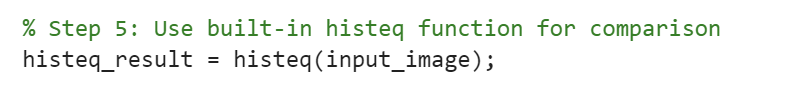 % Step 5: Use built-in histeq function for comparison
histeq_result = histeq(input_image);